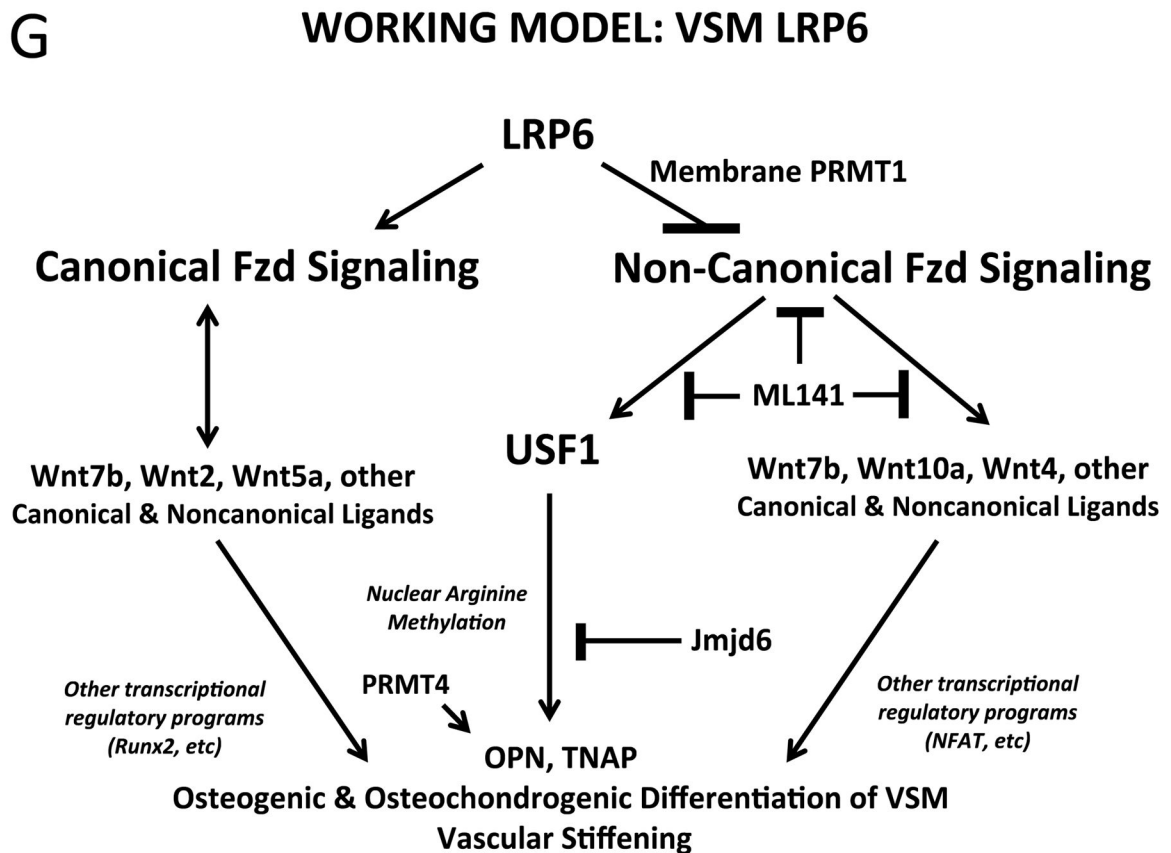 G
WORKING MODEL: VSM LRP6
LRP6
Membrane PRMT1
Canonical Fzd Signaling
Non-Canonical Fzd Signaling
ML141
USF1
Wnt7b, Wnt2, Wnt5a, other
Canonical & Noncanonical Ligands
Wnt7b, Wnt10a, Wnt4, other
Canonical & Noncanonical Ligands
Nuclear Arginine
Methylation
Jmjd6
PRMT4
Other transcriptional
regulatory programs
(Runx2, etc)
Other transcriptional
regulatory programs
(NFAT, etc)
OPN, TNAP
Osteogenic & Osteochondrogenic Differentiation of VSM
Vascular Stiffening